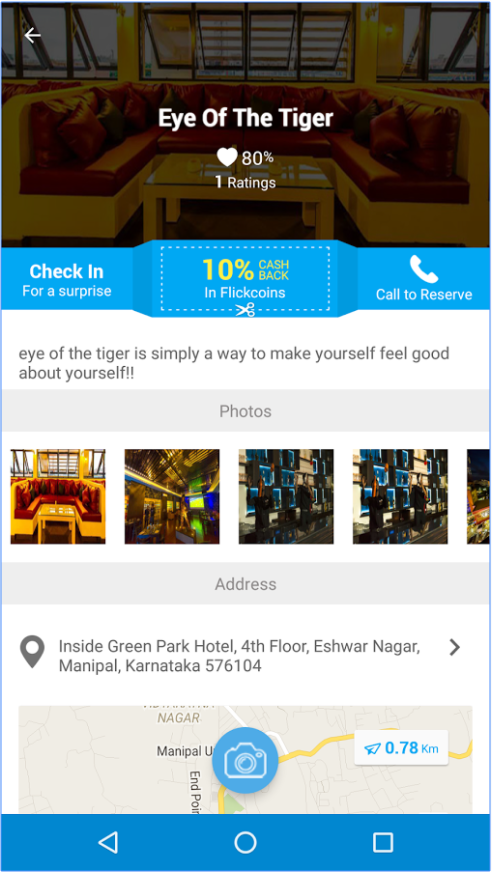 Eye Of The Tiger
80%
1 Ratings
Check In
For a surprise
10% CASH BACK
In Flickcoins
Call to Reserve
eye of the tiger is simply a way to make yourself feel good
about yourself!!
Photos
Address
Inside Green Park Hotel, 4th Floor, Eshwar Nagar,
Manipal, Karnataka 576104
NAGAR
Manipal U
End Poi
0.78 Km